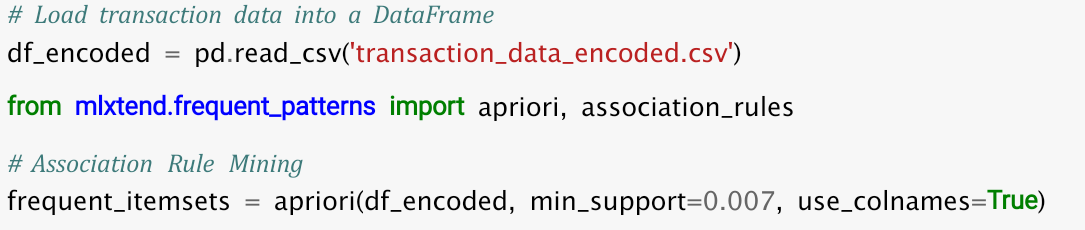 # Load transaction data into a DataFrame
df_encoded = pd.read_csv('transaction_data_encoded.csv')
from mlxtend.frequent_patterns import apriori, association_rules
# Association Rule Mining
frequent_itemsets = apriori(df_encoded, min_support=0.007, use_colnames=True)